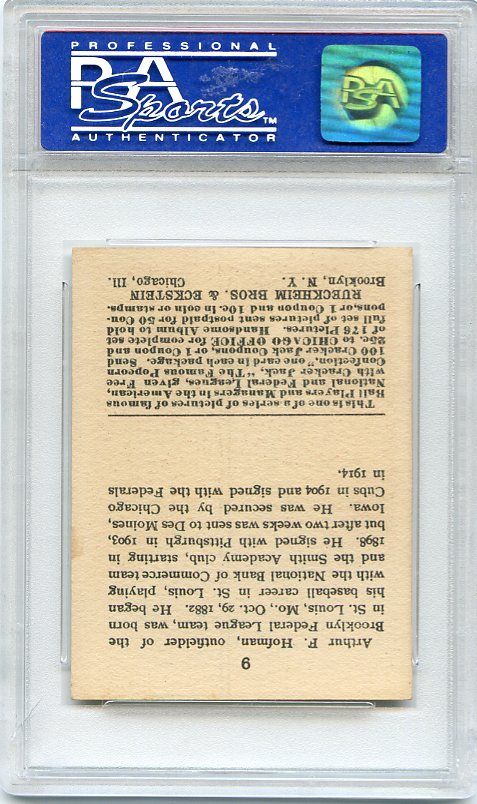 PROFESSIONAL
PSA
Sports™
AUTHENTICATOR
PSA
9
Arthur F. Hofman, outfielder of the
Brooklyn Federal League team, was born
in St. Louis, Mo., Oct. 29, 1882. He began
his baseball career in St. Louis, playing
with the National Bank of Commerce team
and the Smith Academy club, starting in
1898. He signed with Pittsburgh in 1903,
but after two weeks was sent to Des Moines,
Iowa. He was secured by the Chicago
Cubs in 1904 and signed with the Federals
in 1914.
This is one of a series of pictures of famous
Ball Players and Managers in the American,
National and Federal Leagues, given Free
with Cracker Jack, "The Famous Popcorn
Confection," one card in each package. Send
100 Cracker Jack Coupons, or 1 Coupon and
25c. to CHICAGO OFFICE for complete set
of 176 Pictures. Handsome Album to hold
full set of pictures sent postpaid for 50 Cou-
pons, or 1 Coupon and 10c in coin or stamps.
RUECKHEIM BROS. & ECKSTEIN
Brooklyn, N. Y. Chicago, Ill.